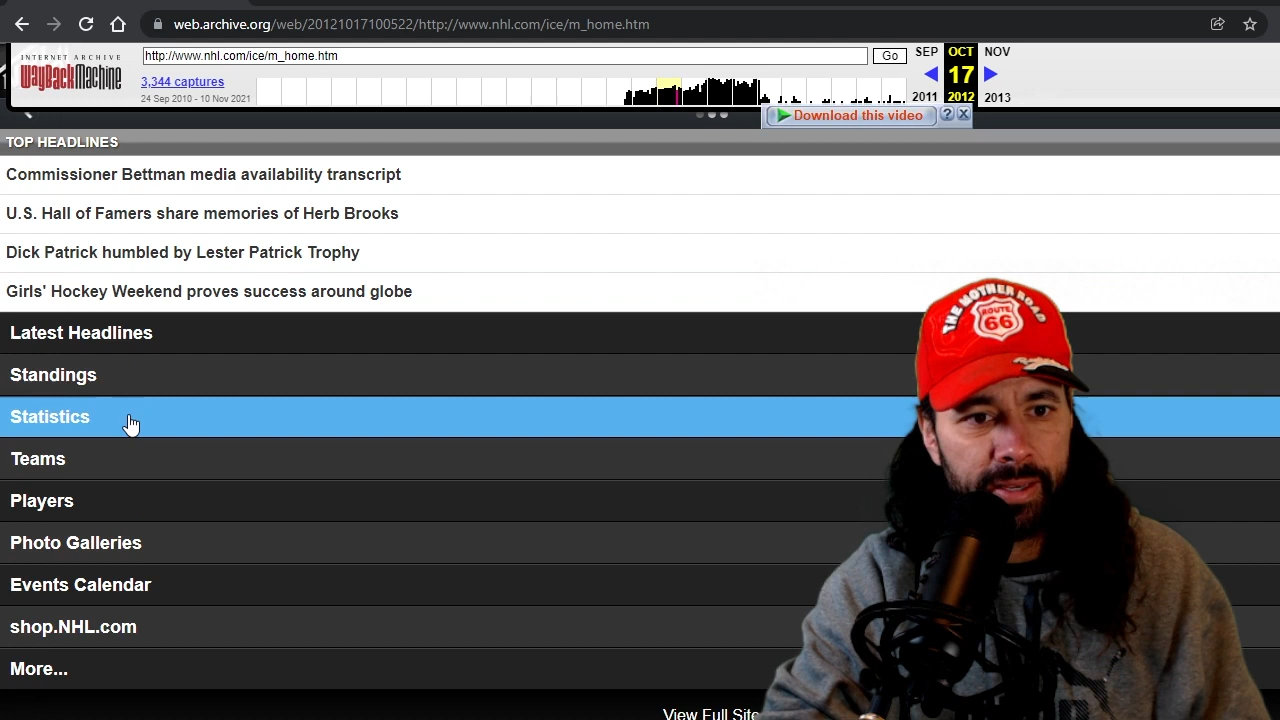 web.archive.org/web/20121017100522/http://www.nhl.com/ice/m_home.htm
INTERNET ARCHIVE
WayBackMachine
http://www.nhl.com/ice/m_home.htm
Go
SEP OCT NOV
3,344 captures
17
24 Sep 2010 - 10 Nov 2021
2011 2012 2013
Download this video
?
X
TOP HEADLINES
Commissioner Bettman media availability transcript
U.S. Hall of Famers share memories of Herb Brooks
Dick Patrick humbled by Lester Patrick Trophy
Girls' Hockey Weekend proves success around globe
Latest Headlines
Standings
Statistics
Teams
Players
Photo Galleries
Events Calendar
shop.NHL.com
More...
View Full Site
THE MOTHER ROAD
ROUTE
66